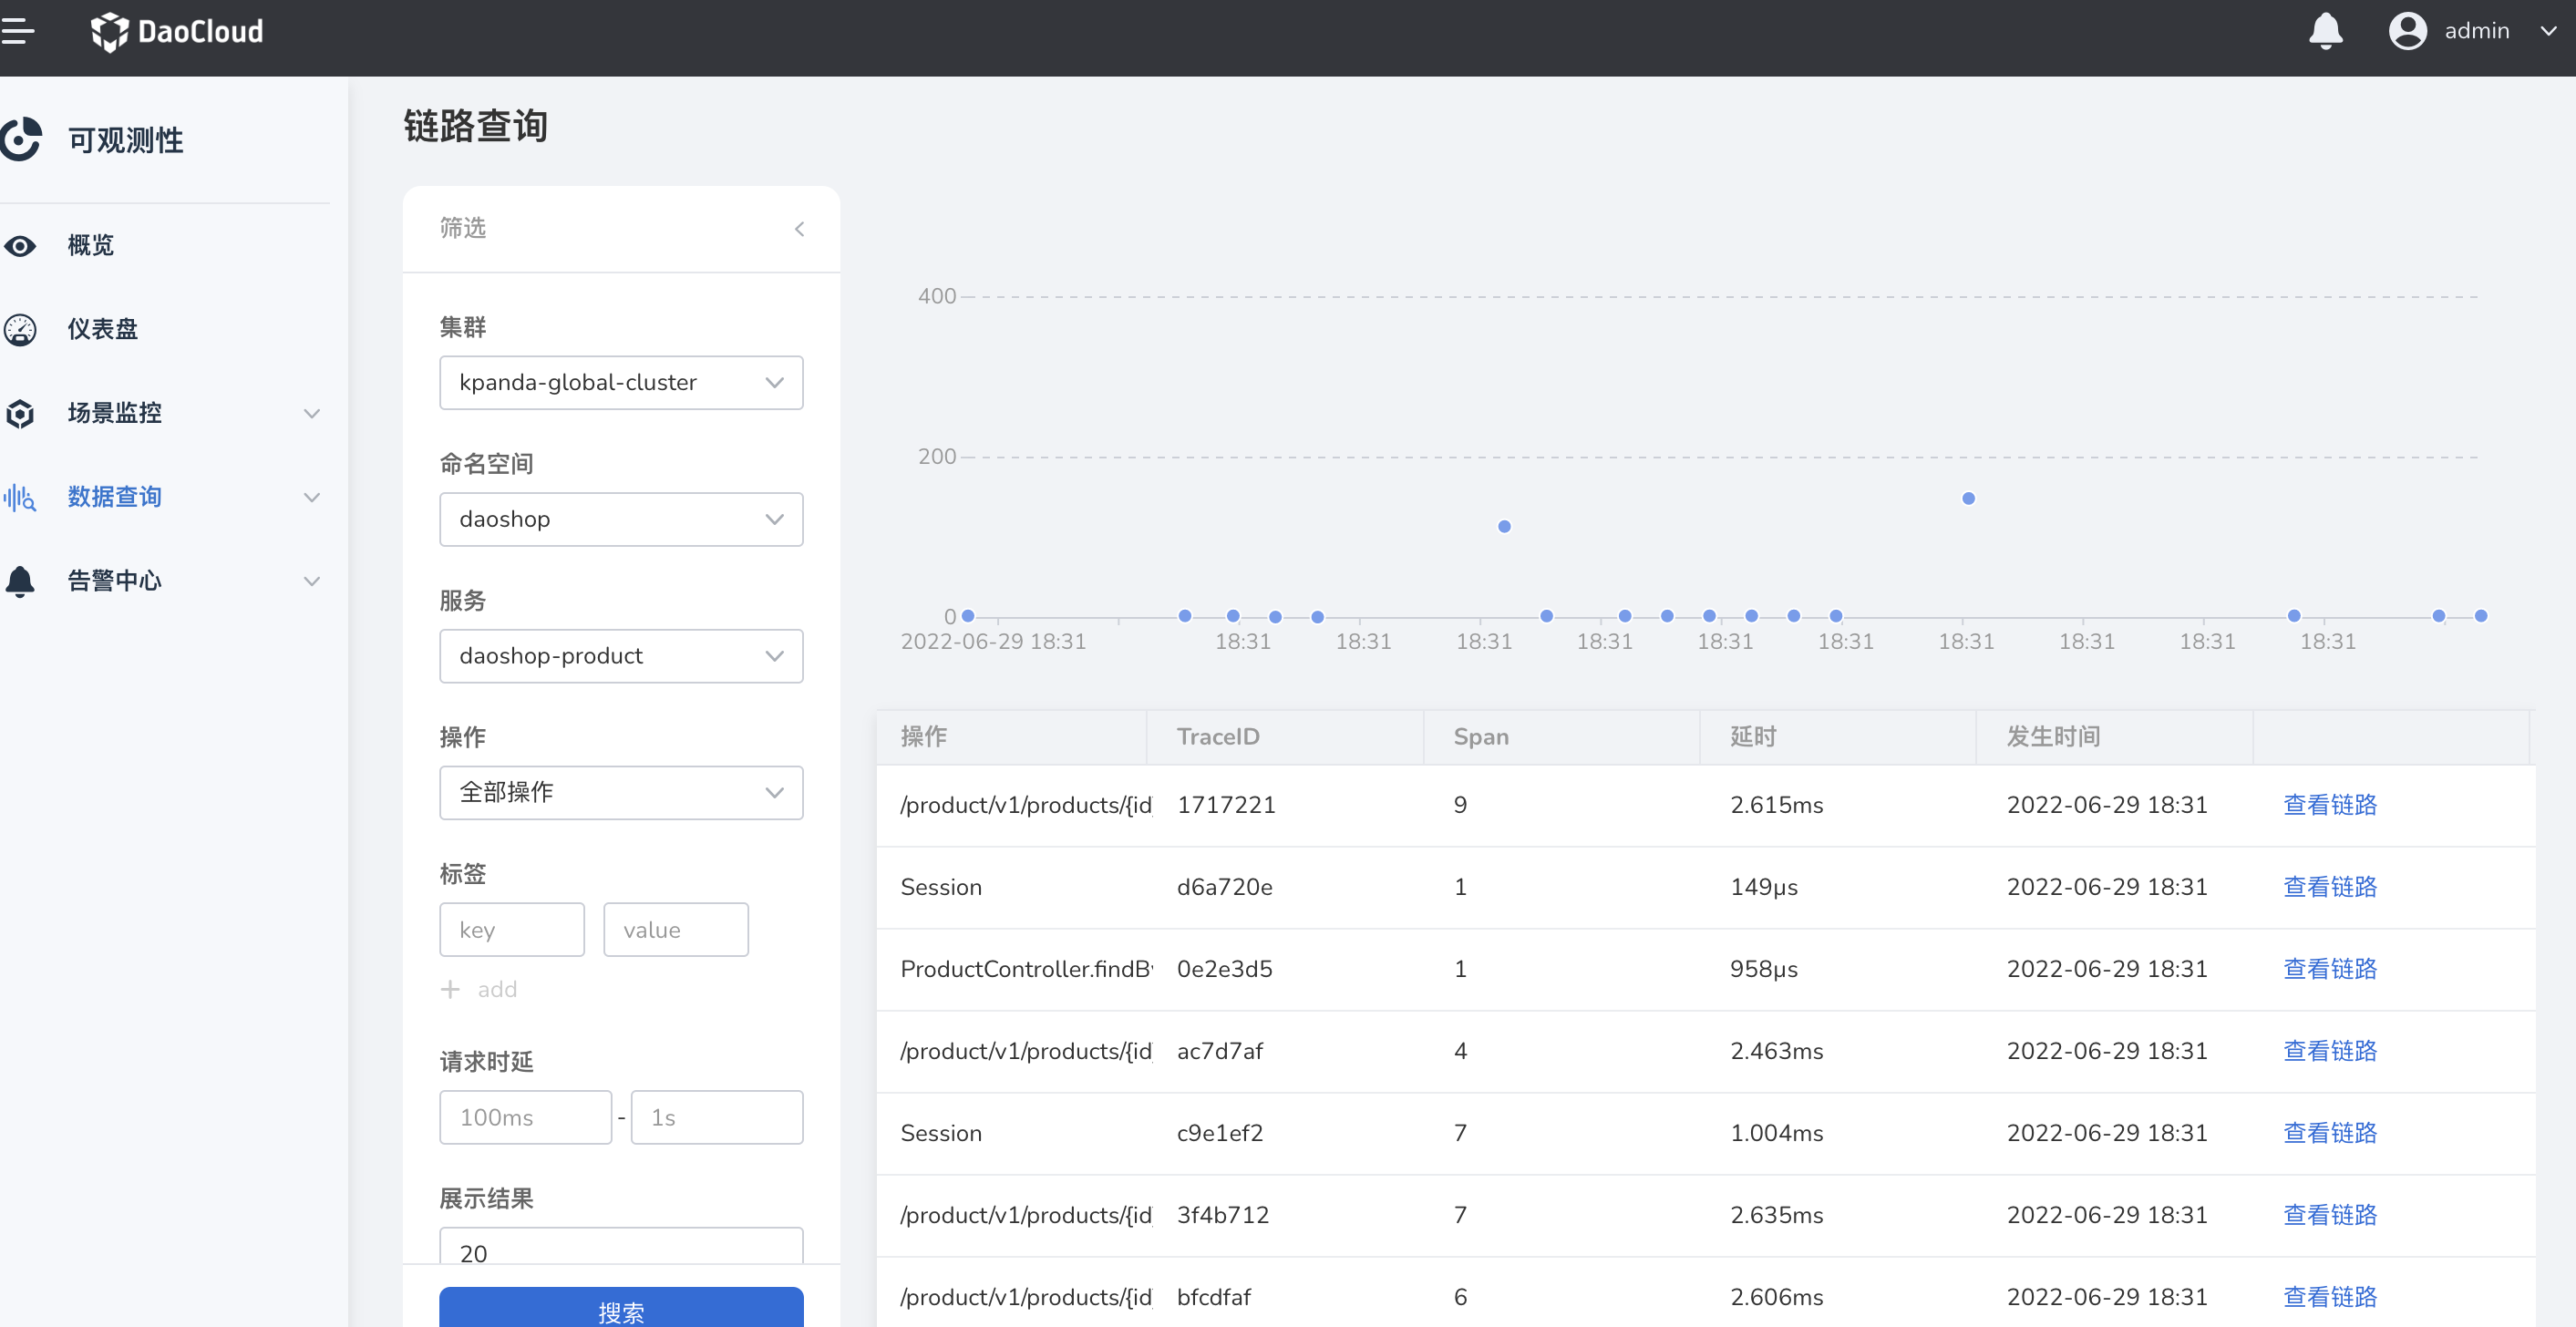 DaoCloud
admin
可观测性
概览
仪表盘
场景监控
数据查询
告警中心
链路查询
筛选
集群
kpanda-global-cluster
命名空间
daoshop
服务
daoshop-product
操作
全部操作
标签
key value
+ add
请求时延
100ms - 1s
展示结果
20
搜索
400
200
0
2022-06-29 18:31 18:31 18:31 18:31 18:31 18:31 18:31 18:31 18:31 18:31 18:31
操作 TraceID Span 延时 发生时间
/product/v1/products/{id 1717221 9 2.615ms 2022-06-29 18:31 查看链路
Session d6a720e 1 149μs 2022-06-29 18:31 查看链路
ProductController.findB 0e2e3d5 1 958μs 2022-06-29 18:31 查看链路
/product/v1/products/{id ac7d7af 4 2.463ms 2022-06-29 18:31 查看链路
Session c9e1ef2 7 1.004ms 2022-06-29 18:31 查看链路
/product/v1/products/{id 3f4b712 7 2.635ms 2022-06-29 18:31 查看链路
/product/v1/products/{id bfcdfaf 6 2.606ms 2022-06-29 18:31 查看链路